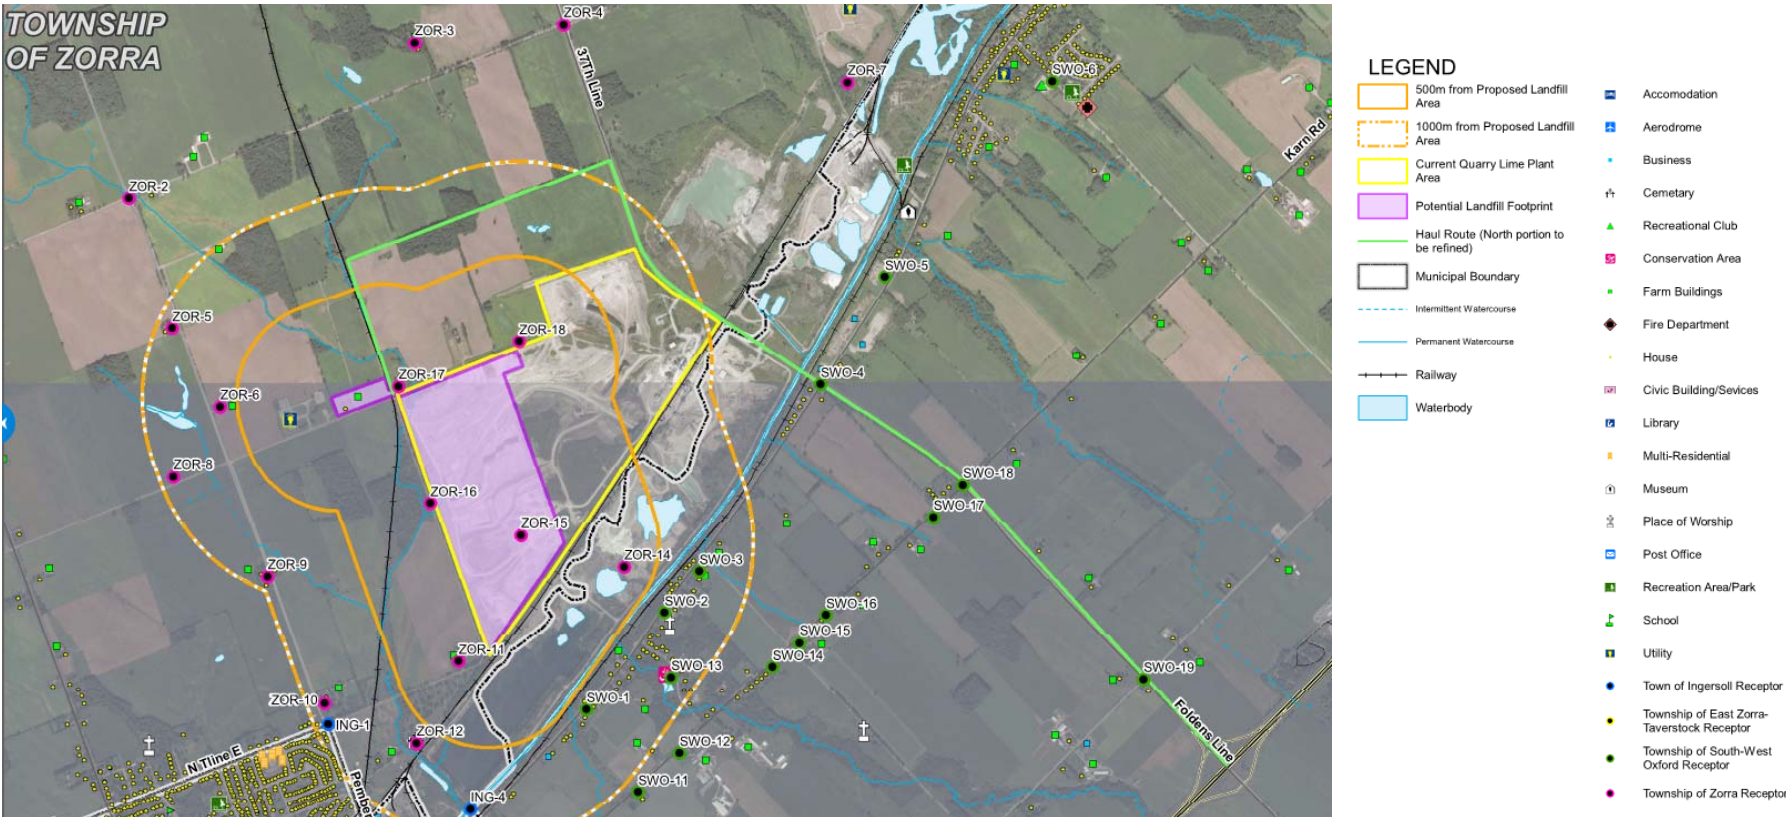 TOWNSHIP
OF ZORRA
ZOR-3
ZOR-4
37Th Line
ZOR-7
SWO-6
Karn Rd
ZOR-2
SWO-5
ZOR-5
ZOR-18
ZOR-17
SWO-4
ZOR-6
ZOR-8
SWO-18
ZOR-16
SWO-17
ZOR-15
ZOR-14
SWO-3
ZOR-9
SWO-2
SWO-16
SWO-15
ZOR-11
SWO-14
SWO-13
SWO-19
ZOR-10
SWO-1
ING-1
ZOR-12
Foldens Line
SWO-12
N Tline E
SWO-11
Pembe
ING-4
LEGEND
500m from Proposed Landfill
Area
1000m from Proposed Landfill
Area
Current Quarry Lime Plant
Area
Potential Landfill Footprint
Haul Route (North portion to
be refined)
Municipal Boundary
Intermittent Watercourse
Permanent Watercourse
Railway
Waterbody
Accomodation
Aerodrome
Business
Cemetary
Recreational Club
Conservation Area
Farm Buildings
Fire Department
House
Civic Building/Sevices
Library
Multi-Residential
Museum
Place of Worship
Post Office
Recreation Area/Park
School
Utility
Town of Ingersoll Receptor
Township of East Zorra-
Taverstock Receptor
Township of South-West
Oxford Receptor
Township of Zorra Receptor